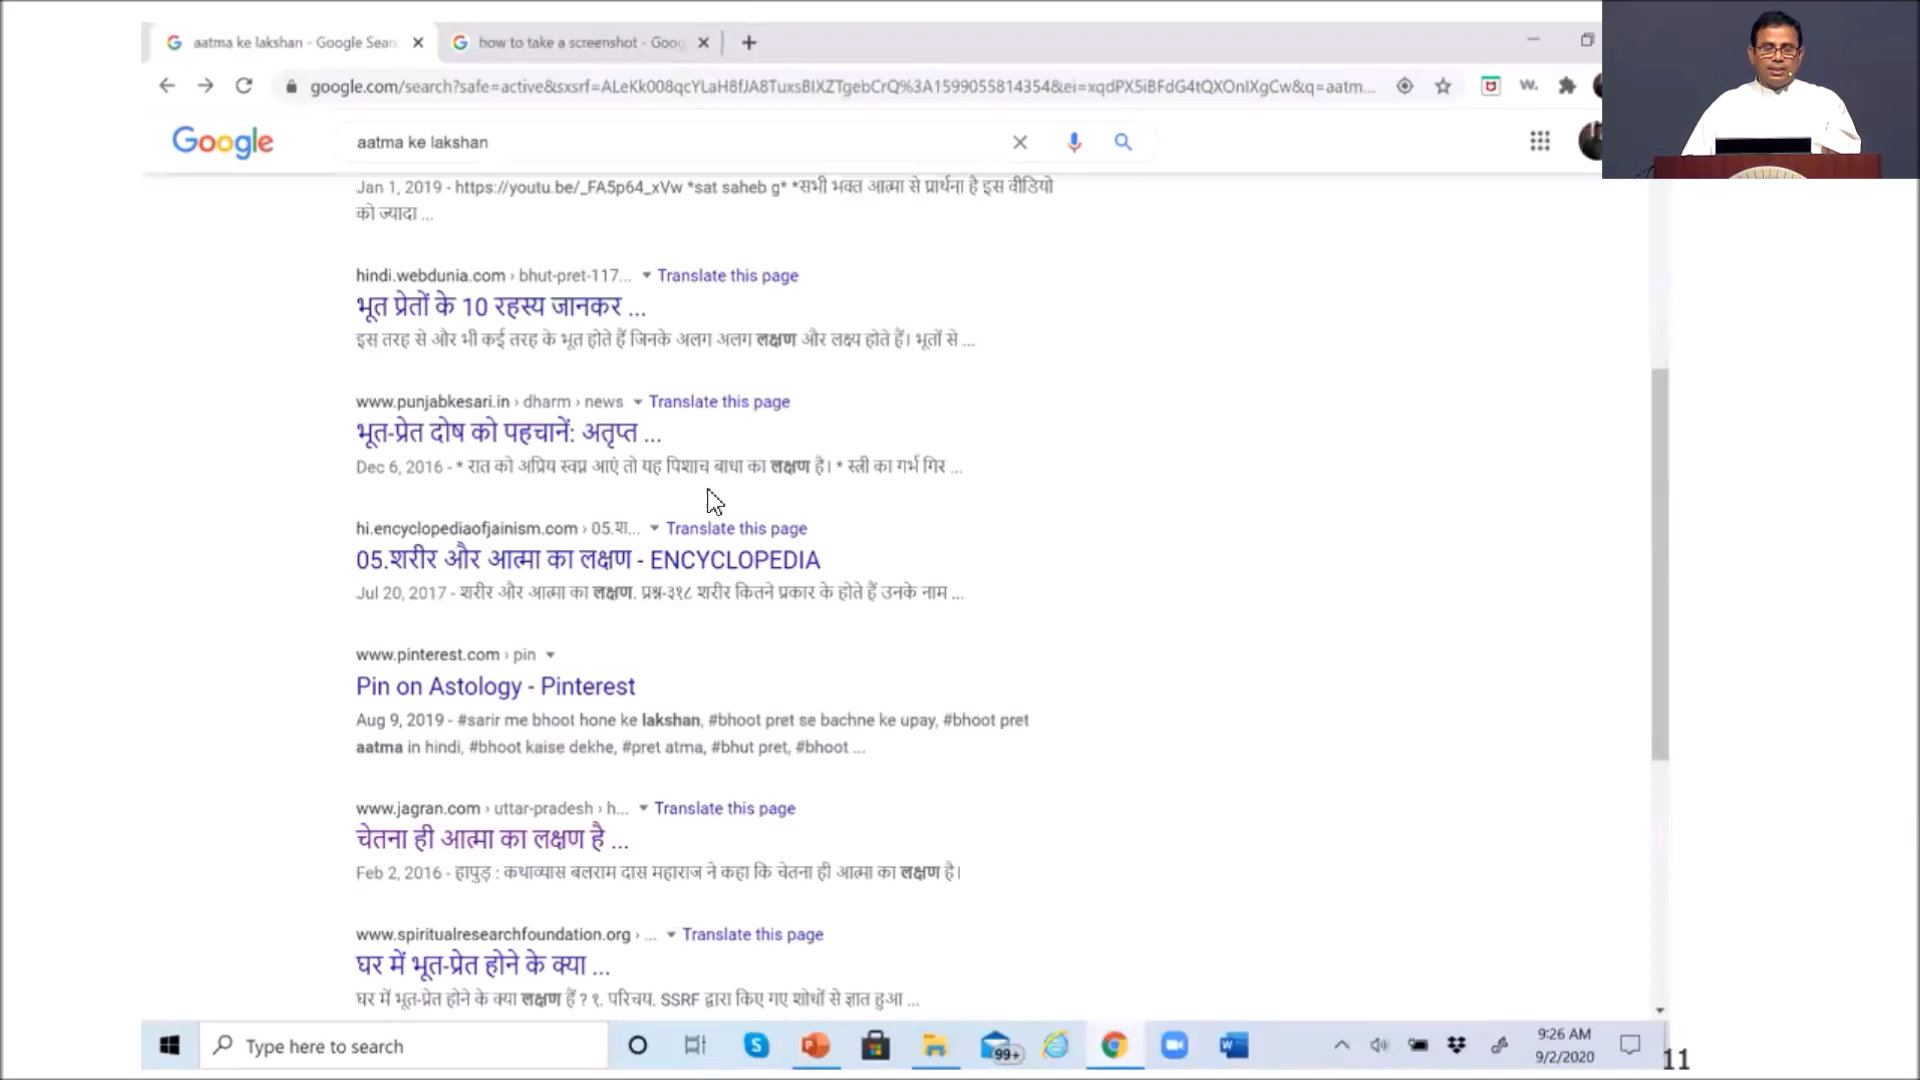 aatma ke lakshan - Google Sear
how to take a screenshot - Goog
google.com/search?safe=active&sxsrf=ALeKk008qcYLaH8fJA8TuxsBIXZTgebCrQ%3A1599055814354&ei=xqdPX5iBFdG4tQXOnIXgCw&q=aatm...
Google
aatma ke lakshan
Jan 1, 2019 - https://youtu.be/_FA5p64_xVw *sat saheb g* *सभी भक्त आत्मा से प्रार्थना है इस वीडियो
को ज्यादा ...
hindi.webdunia.com › bhut-pret-117... Translate this page
भूत प्रेतों के 10 रहस्य जानकर ...
इस तरह से और भी कई तरह के भूत होते हैं जिनके अलग अलग लक्षण और लक्ष्य होते हैं। भूतों से ...
www.punjabkesari.in › dharm › news Translate this page
भूत-प्रेत दोष को पहचानें: अतृप्त ...
Dec 6, 2016 - * रात को अप्रिय स्वप्न आएं तो यह पिशाच बाधा का लक्षण है। * स्त्री का गर्भ गिर ...
hi.encyclopediaofjainism.com › 05.श... Translate this page
05.शरीर और आत्मा का लक्षण - ENCYCLOPEDIA
Jul 20, 2017 - शरीर और आत्मा का लक्षण. प्रश्न-३१८ शरीर कितने प्रकार के होते हैं उनके नाम ...
www.pinterest.com › pin
Pin on Astology - Pinterest
Aug 9, 2019 - #sarir me bhoot hone ke lakshan, #bhoot pret se bachne ke upay, #bhoot pret
aatma in hindi, #bhoot kaise dekhe, #pret atma, #bhut pret, #bhoot ...
www.jagran.com › uttar-pradesh › h... Translate this page
चेतना ही आत्मा का लक्षण है ...
Feb 2, 2016 - हापुड़ : कथाव्यास बलराम दास महाराज ने कहा कि चेतना ही आत्मा का लक्षण है।
www.spiritualresearchfoundation.org › ... Translate this page
घर में भूत-प्रेत होने के क्या ...
घर में भूत-प्रेत होने के क्या लक्षण हैं ? १. परिचय. SSRF द्वारा किए गए शोधों से ज्ञात हुआ ...
Type here to search
99+
9:26 AM
9/2/2020
11